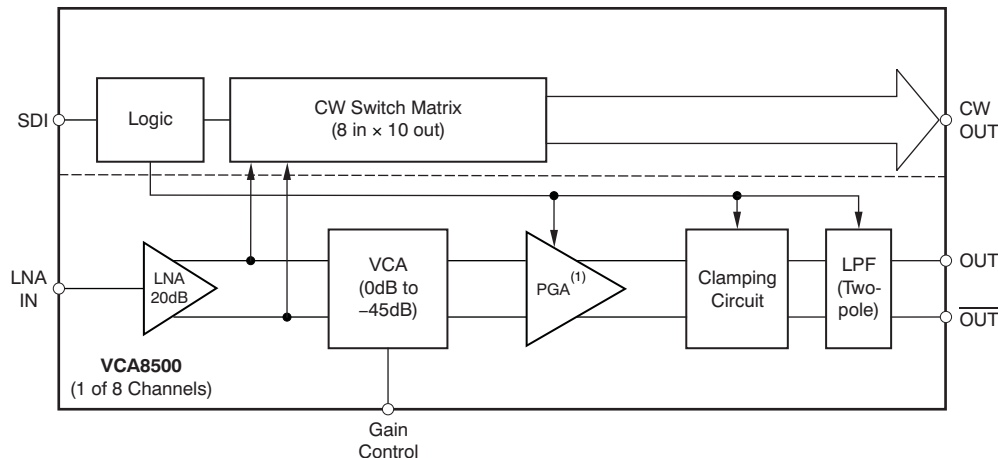 SDI
Logic
CW Switch Matrix
(8 in × 10 out)
CW
OUT
LNA
IN
LNA
20dB
VCA
(0dB to
–45dB)
PGA(1)
Clamping
Circuit
LPF
(Two-
pole)
OUT
OUT
VCA8500
(1 of 8 Channels)
Gain
Control